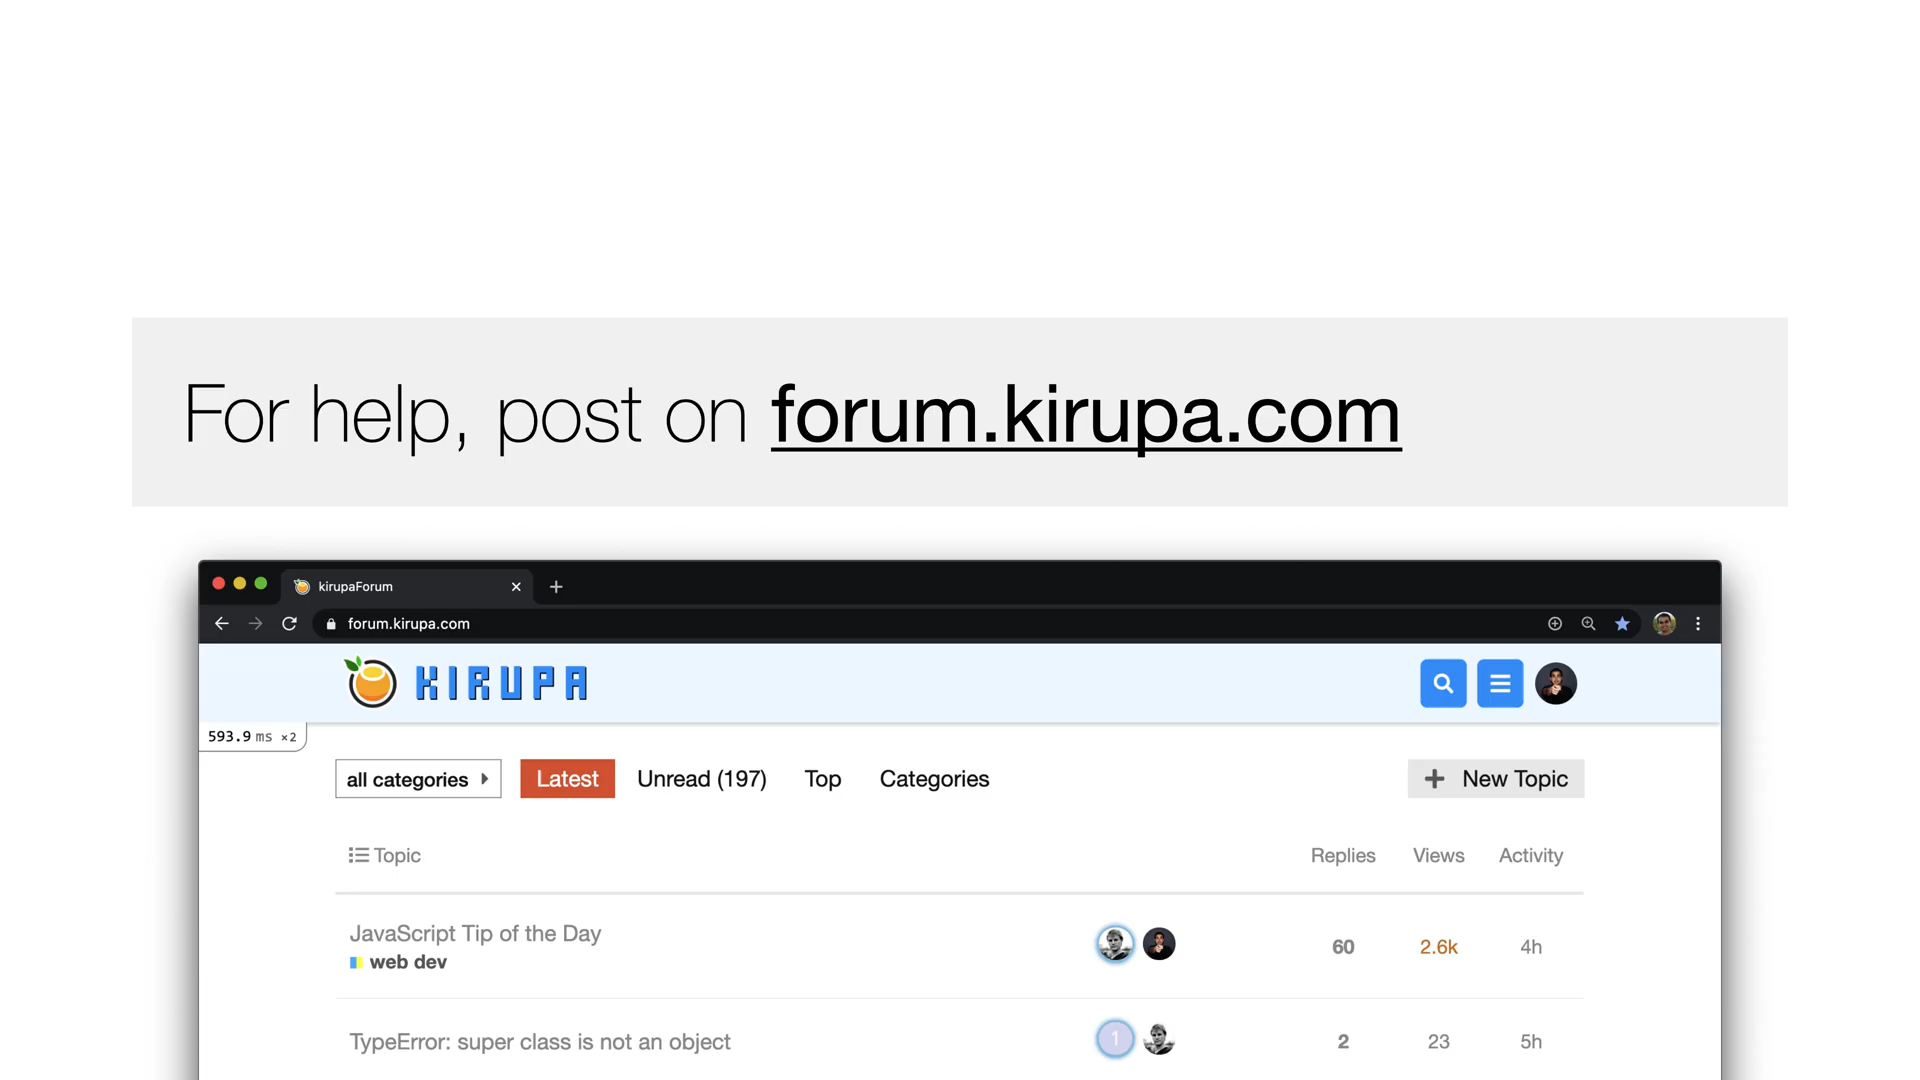 For help, post on forum.kirupa.com
kirupaForum
forum.kirupa.com
KIRUPA
593.9 ms ×2
all categories Latest Unread (197) Top Categories New Topic
Topic Replies Views Activity
JavaScript Tip of the Day
web dev
60 2.6k 4h
TypeError: super class is not an object 1 2 23 5h